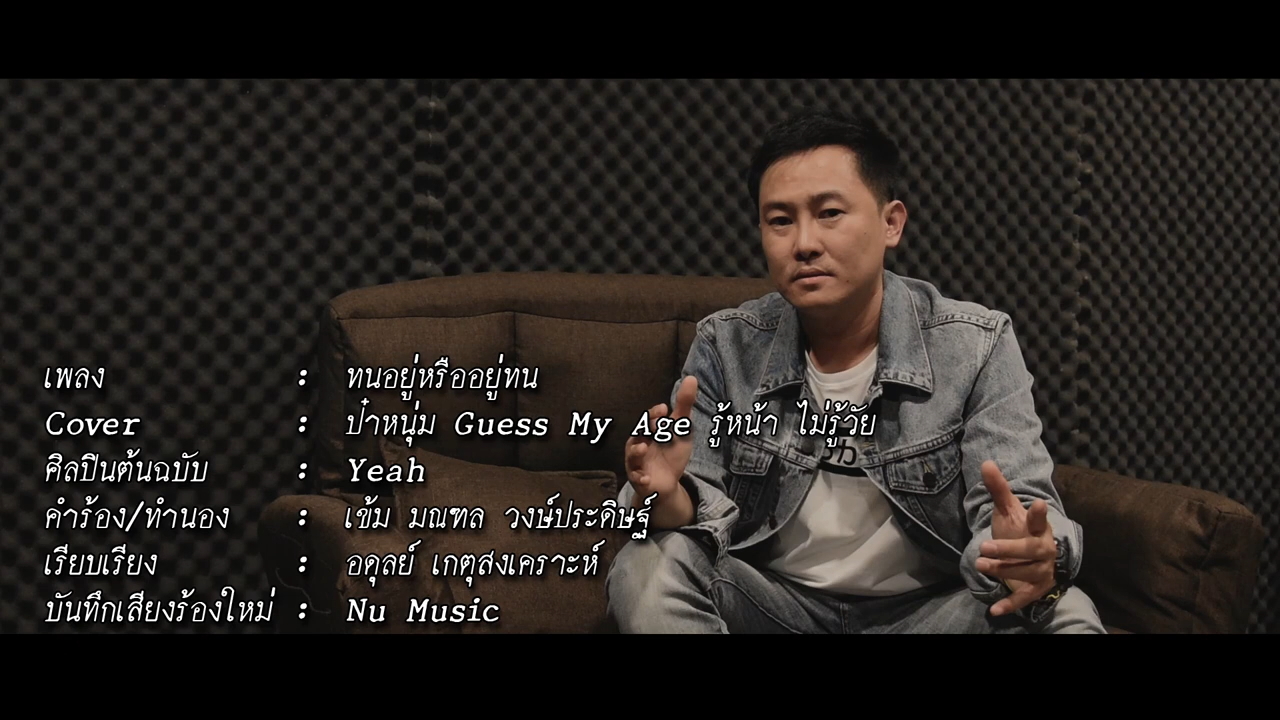 เพลง : ทนอยู่หรืออยู่ทน
Cover : ป๋าหนุ่ม Guess My Age รู้หน้า ไม่รู้วัย
ศิลปินต้นฉบับ : Yeah
คำร้อง/ทำนอง : เข้ม มณฑล วงษ์ประดิษฐ์
เรียบเรียง : อดุลย์ เกตุสงเคราะห์
บันทึกเสียงร้องใหม่ : Nu Music